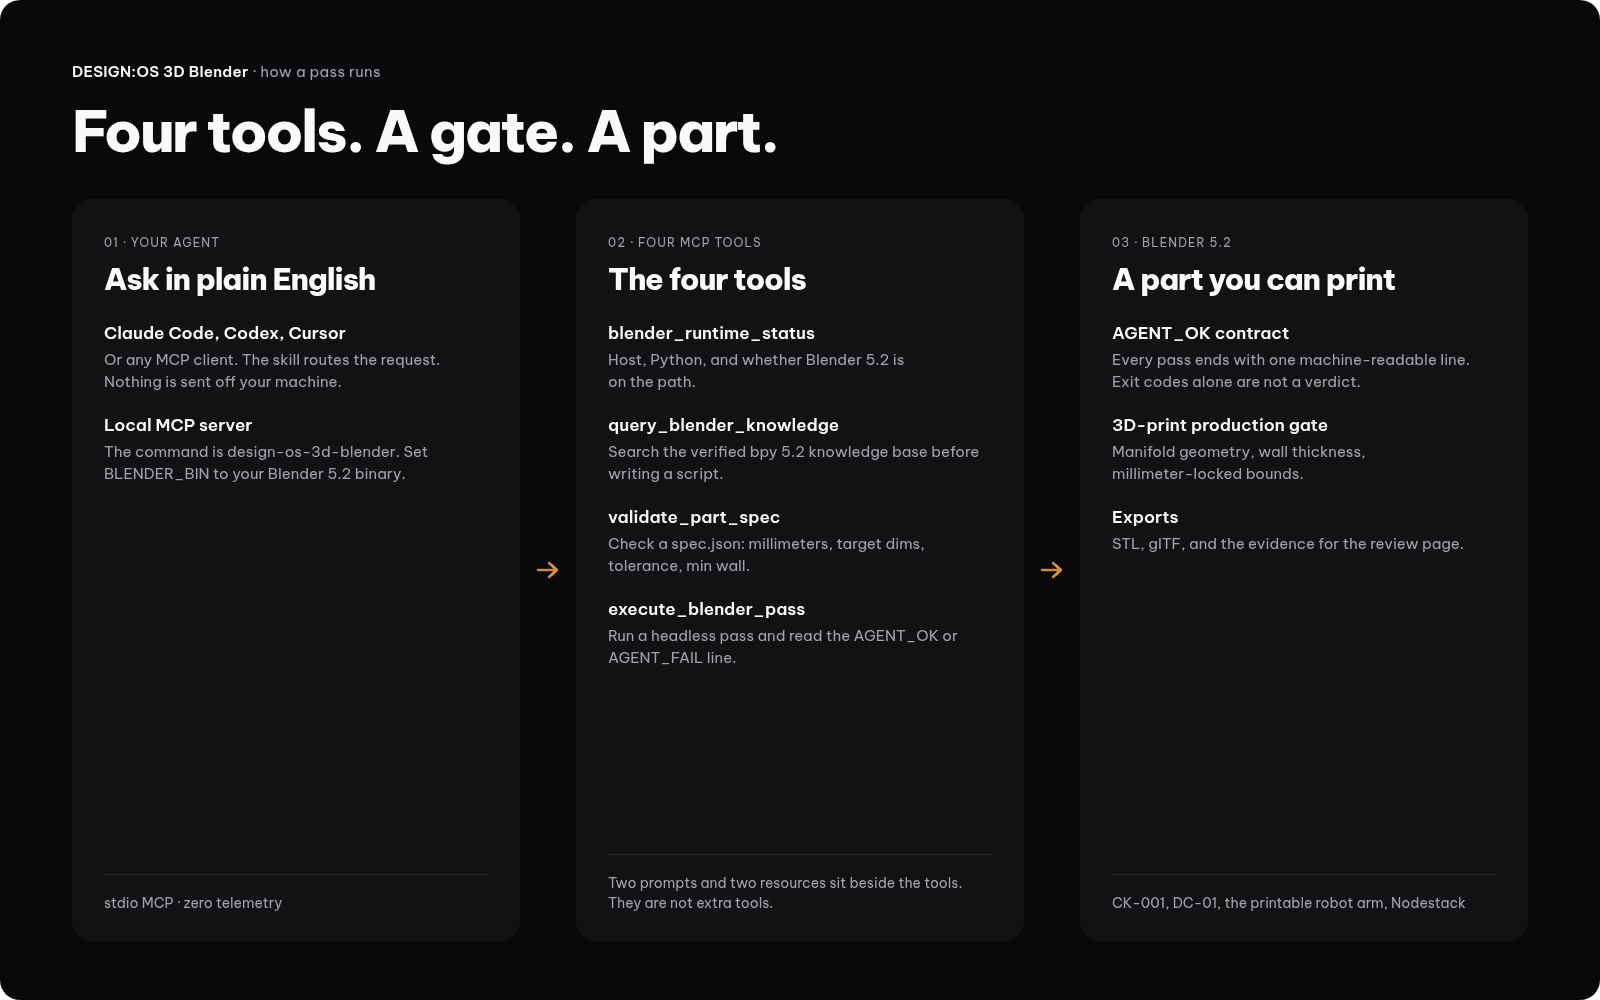 DESIGN:OS 3D Blender · how a pass runs
Four tools. A gate. A part.
01 · YOUR AGENT
Ask in plain English
Claude Code, Codex, Cursor
Or any MCP client. The skill routes the request.
Nothing is sent off your machine.
Local MCP server
The command is design-os-3d-blender. Set
BLENDER_BIN to your Blender 5.2 binary.
stdio MCP · zero telemetry
02 · FOUR MCP TOOLS
The four tools
blender_runtime_status
Host, Python, and whether Blender 5.2 is
on the path.
query_blender_knowledge
Search the verified bpy 5.2 knowledge base before
writing a script.
validate_part_spec
Check a spec.json: millimeters, target dims,
tolerance, min wall.
execute_blender_pass
Run a headless pass and read the AGENT_OK or
AGENT_FAIL line.
Two prompts and two resources sit beside the tools.
They are not extra tools.
03 · BLENDER 5.2
A part you can print
AGENT_OK contract
Every pass ends with one machine-readable line.
Exit codes alone are not a verdict.
3D-print production gate
Manifold geometry, wall thickness,
millimeter-locked bounds.
Exports
STL, glTF, and the evidence for the review page.
CK-001, DC-01, the printable robot arm, Nodestack